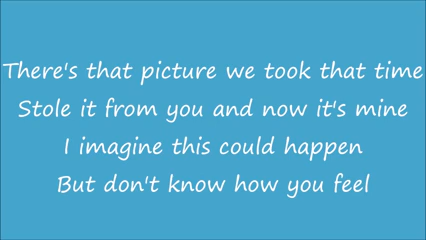 There's that picture we took that time
Stole it from you and now it's mine
I imagine this could happen
But don't know how you feel